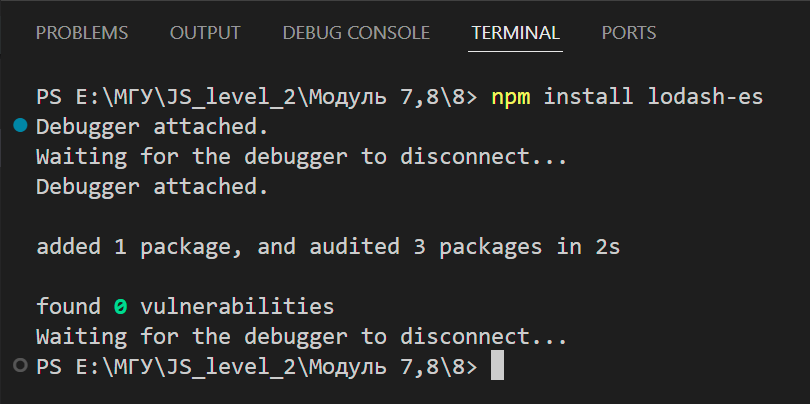 PROBLEMS OUTPUT DEBUG CONSOLE TERMINAL PORTS
PS E:\МГУ\JS_level_2\Модуль 7,8\8> npm install lodash-es
Debugger attached.
Waiting for the debugger to disconnect...
Debugger attached.
added 1 package, and audited 3 packages in 2s
found 0 vulnerabilities
Waiting for the debugger to disconnect...
PS E:\МГУ\JS_level_2\Модуль 7,8\8>